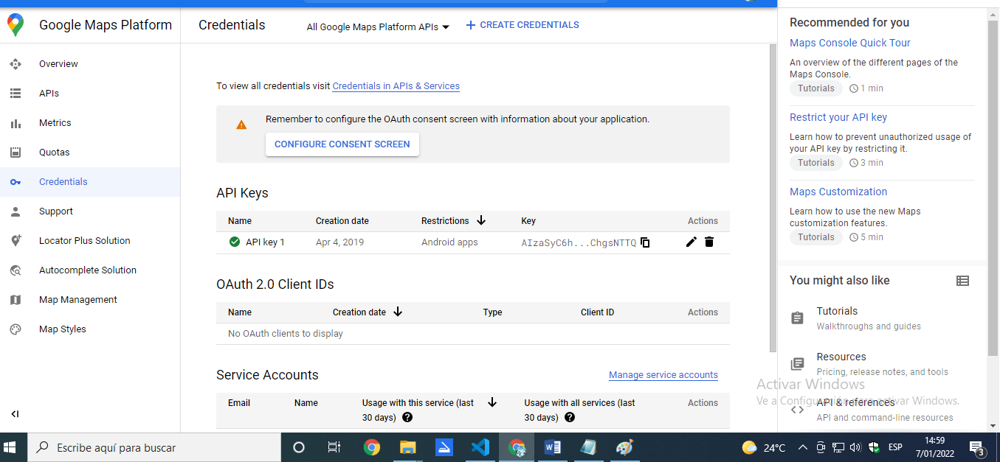 Google Maps Platform
Overview
APIs
Metrics
Quotas
Credentials
Support
Locator Plus Solution
Autocomplete Solution
Map Management
Map Styles
Credentials
All Google Maps Platform APIs
+ CREATE CREDENTIALS
To view all credentials visit Credentials in APIs & Services
Remember to configure the OAuth consent screen with information about your application.
CONFIGURE CONSENT SCREEN
API Keys
Name Creation date Restrictions Key Actions
API key 1 Apr 4, 2019 Android apps AIzaSyC6h...ChgsNTTQ
OAuth 2.0 Client IDs
Name Creation date Type Client ID Actions
No OAuth clients to display
Service Accounts
Manage service accounts
Email Name Usage with this service (last 30 days) Usage with all services (last 30 days) Actions
Recommended for you
Maps Console Quick Tour
An overview of the different pages of the
Maps Console.
Tutorials 1 min
Restrict your API key
Learn how to prevent unauthorized usage of
your API key by restricting it.
Tutorials 3 min
Maps Customization
Learn how to use the new Maps
customization features.
Tutorials 5 min
You might also like
Tutorials
Walkthroughs and guides
Resources
Pricing, release notes, and tools
Activar Windows
Ve a Configuración para activar Windows.
API & references
API and command-line resources
Escribe aquí para buscar
24°C
ESP
14:59
7/01/2022
3